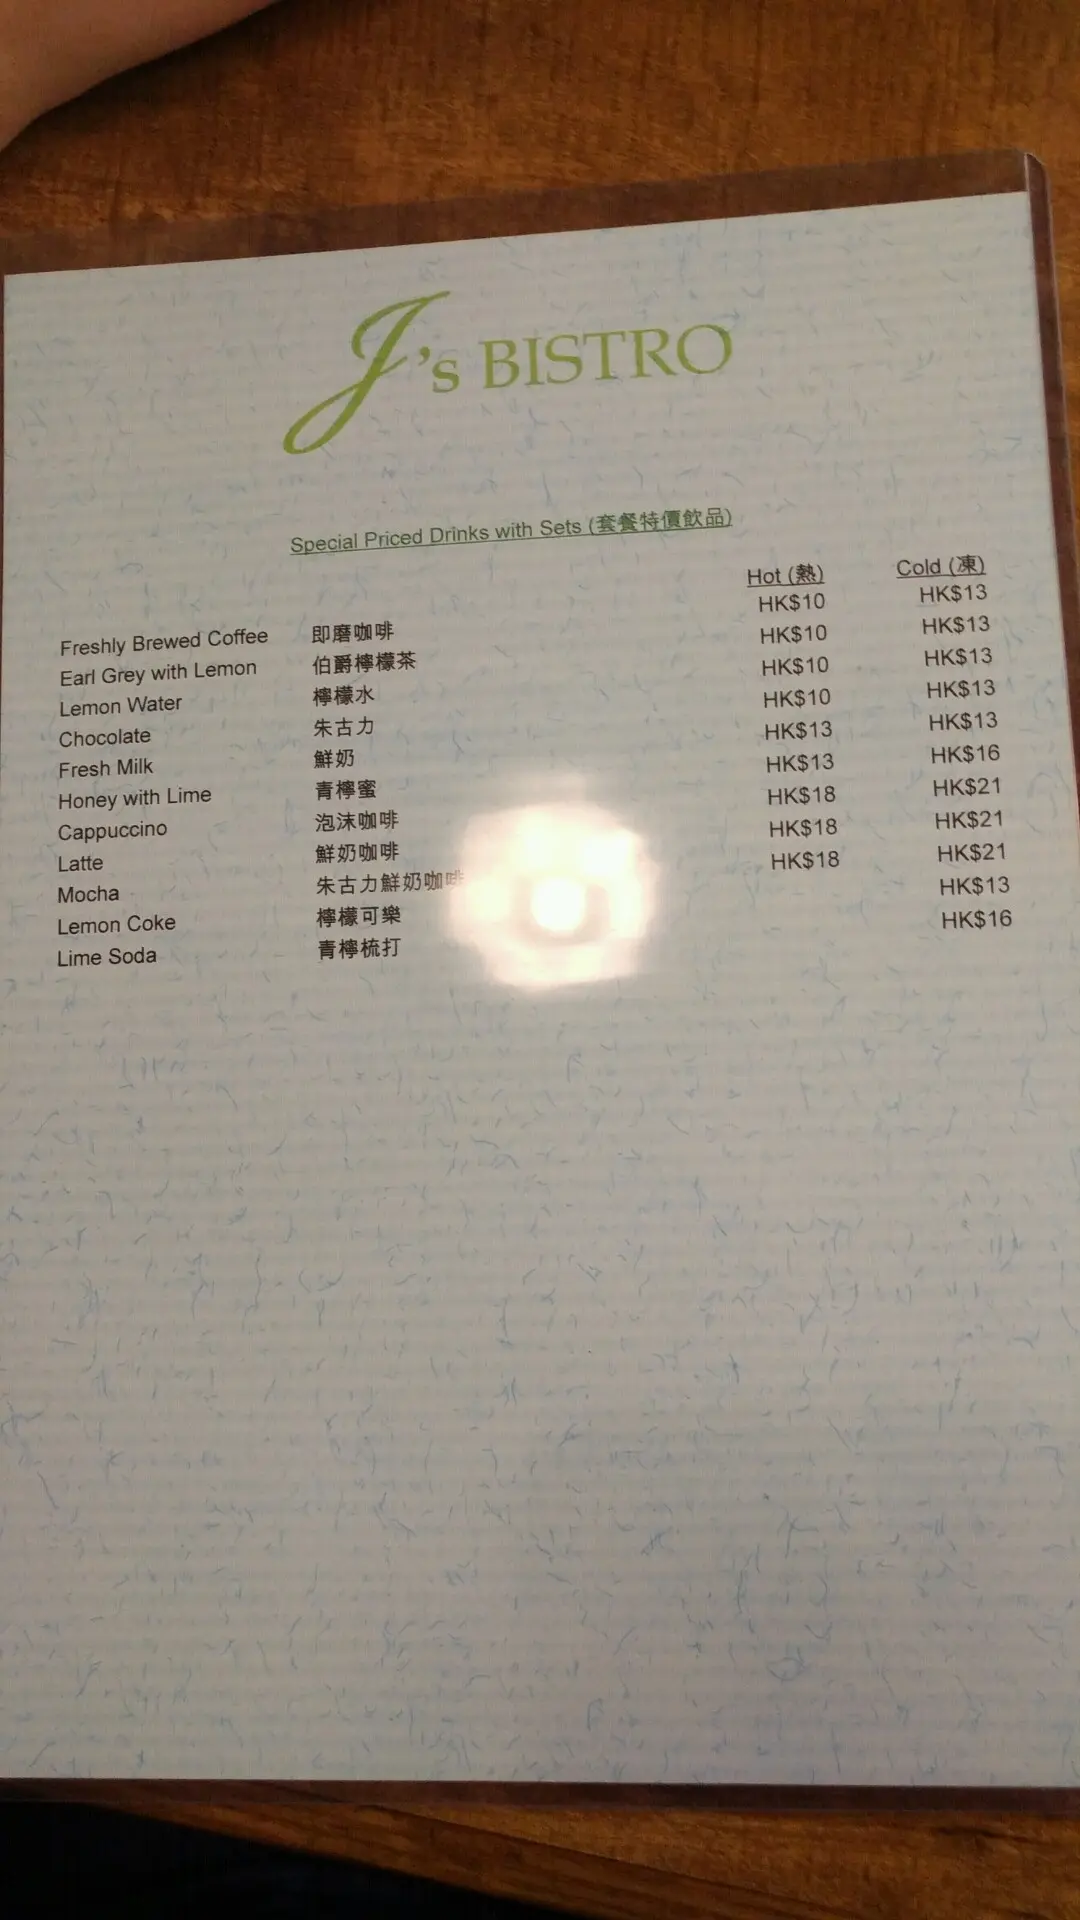 J's BISTRO
Special Priced Drinks with Sets (套餐特價飲品)
Hot (熱) Cold (凍)
Freshly Brewed Coffee 即磨咖啡 HK$10 HK$13
Earl Grey with Lemon 伯爵檸檬茶 HK$10 HK$13
Lemon Water 檸檬水 HK$10 HK$13
Chocolate 朱古力 HK$10 HK$13
Fresh Milk 鮮奶 HK$13 HK$13
Honey with Lime 青檸蜜 HK$13 HK$16
Cappuccino 泡沫咖啡 HK$18 HK$21
Latte 鮮奶咖啡 HK$18 HK$21
Mocha 朱古力鮮奶咖啡 HK$18 HK$21
Lemon Coke 檸檬可樂 HK$13
Lime Soda 青檸梳打 HK$16